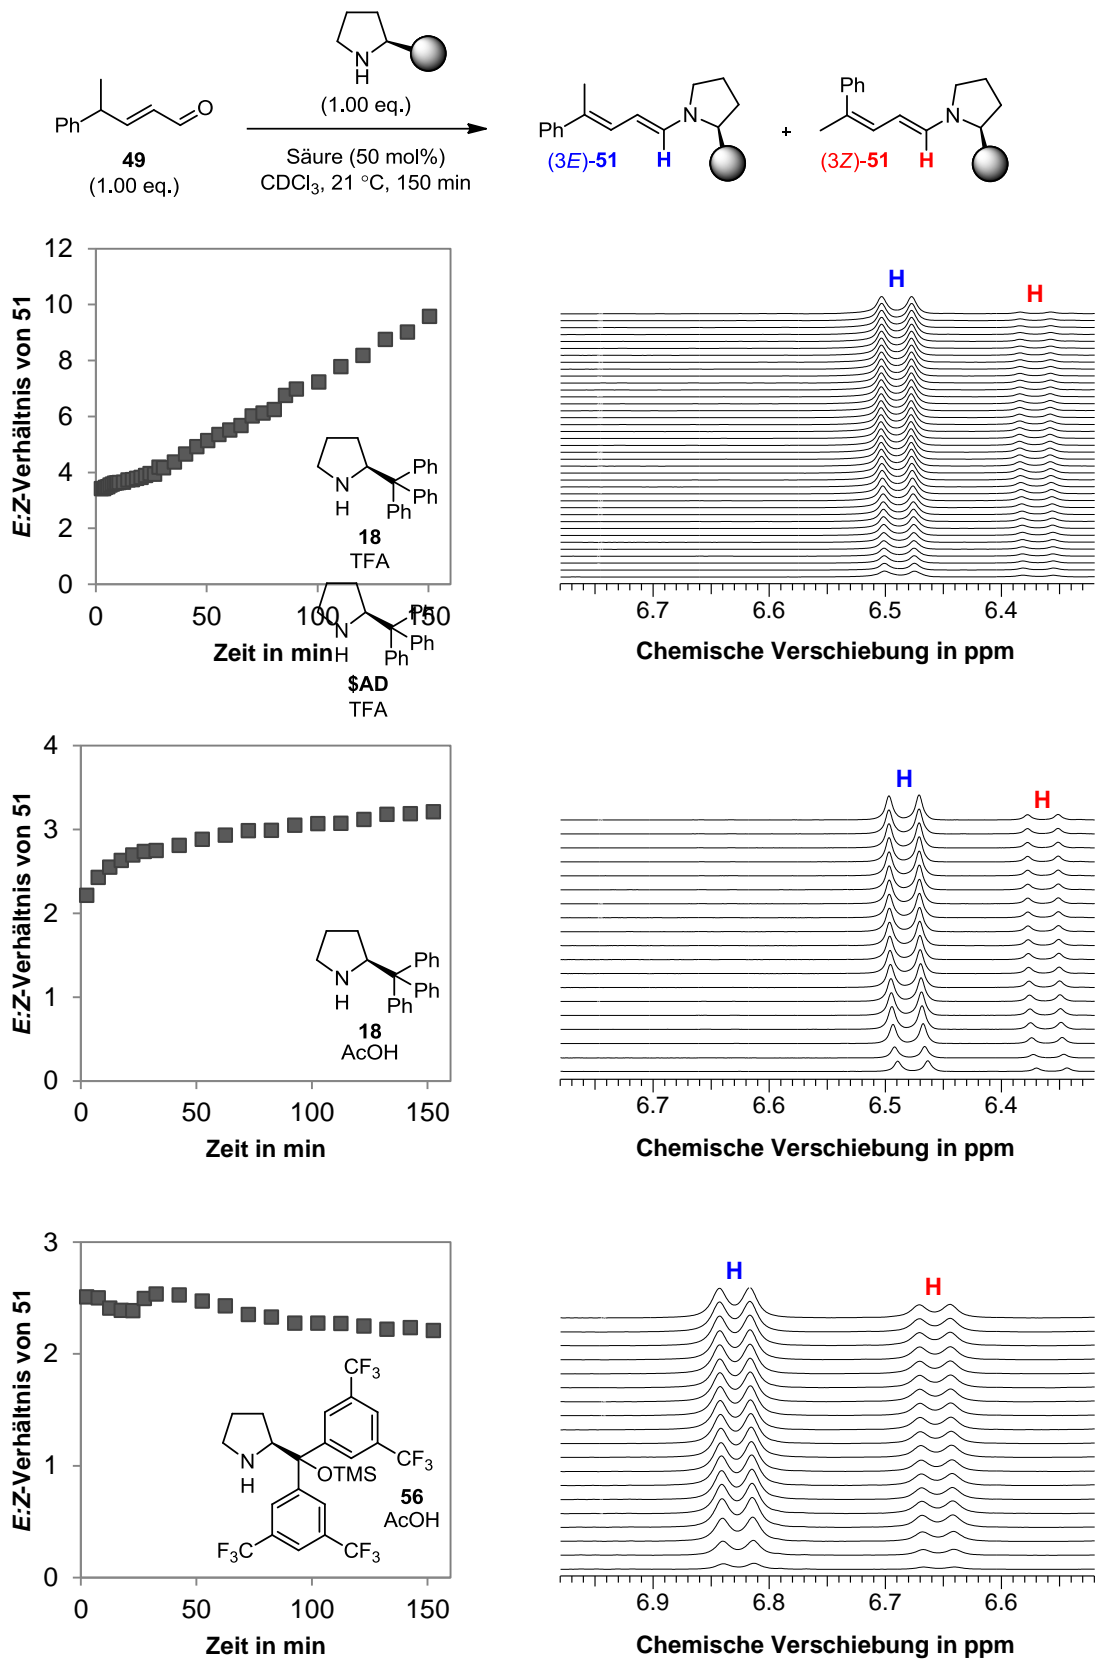 N
H
(1.00 eq.)
Ph
O
49
(1.00 eq.)
Säure (50 mol%)
CDCl3, 21 °C, 150 min
Ph
N
(3E)-51
H
+
Ph
N
(3Z)-51
H
E:Z-Verhältnis von 51
12
10
8
6
4
2
0
0
50
100
150
Zeit in min
N
H
Ph
Ph
Ph
18
TFA
N
H
Ph
Ph
Ph
$AD
TFA
H
H
6.7
6.6
6.5
6.4
Chemische Verschiebung in ppm
E:Z-Verhältnis von 51
4
3
2
1
0
0
50
100
150
Zeit in min
N
H
Ph
Ph
Ph
18
AcOH
H
H
6.7
6.6
6.5
6.4
Chemische Verschiebung in ppm
E:Z-Verhältnis von 51
3
2
1
0
0
50
100
150
Zeit in min
CF3
CF3
N
H
OTMS
F3C
CF3
56
AcOH
H
H
6.9
6.8
6.7
6.6
Chemische Verschiebung in ppm